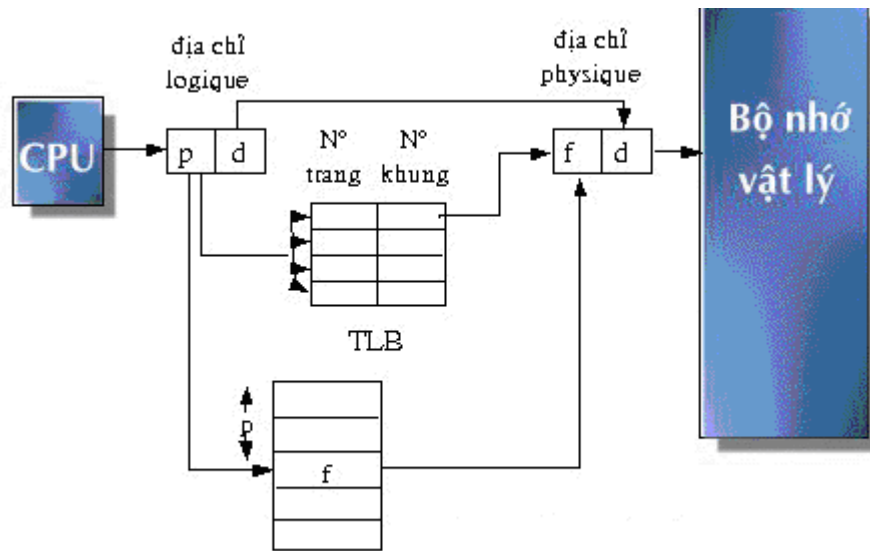 địa chỉ
logique
địa chỉ
physique
CPU
p
d
N°
trang
N°
khung
f
d
Bộ nhớ
vật lý
TLB
p
f